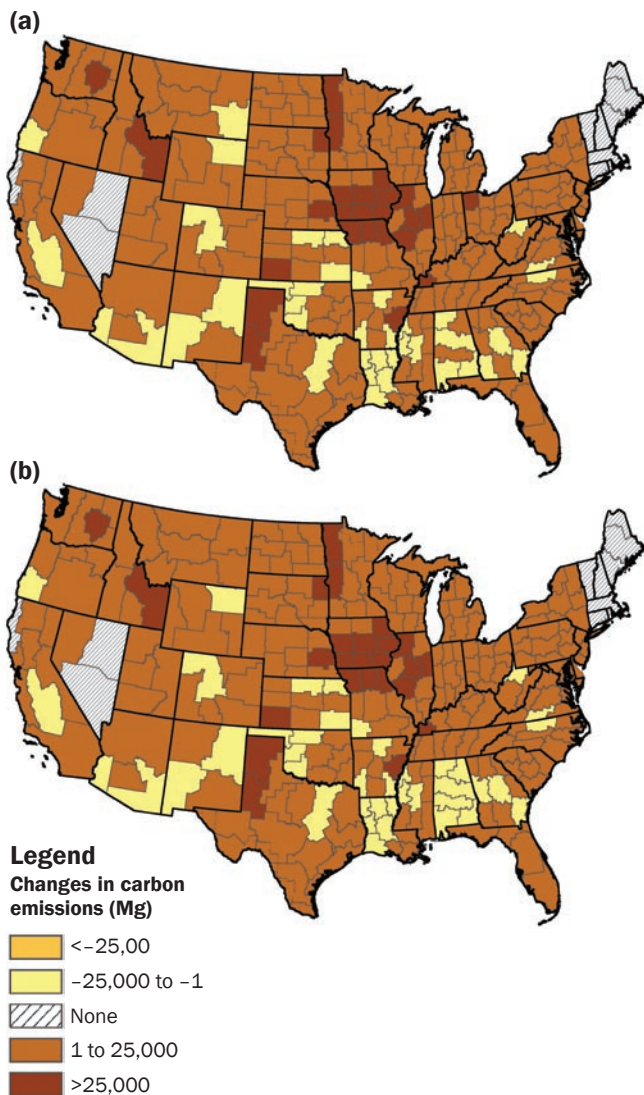 (a)
(b)
Legend
Changes in carbon
emissions (Mg)
<–25,00
–25,000 to –1
None
1 to 25,000
>25,000